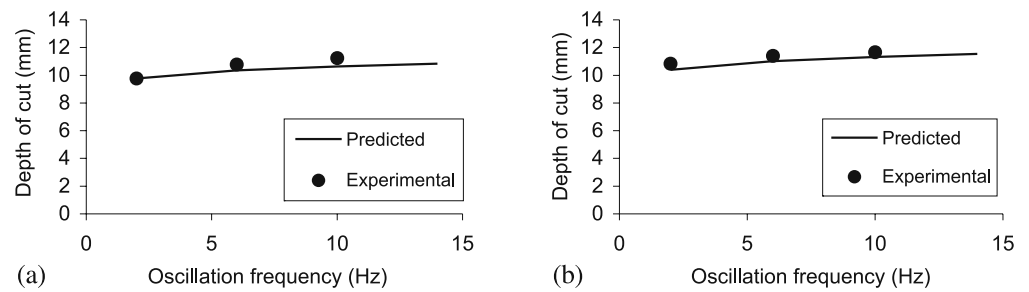 14
12
10
8
6
4
2
0
Depth of cut (mm)
Predicted
Experimental
0 5 10 15
(a) Oscillation frequency (Hz)
14
12
10
8
6
4
2
0
Depth of cut (mm)
Predicted
Experimental
0 5 10 15
(b) Oscillation frequency (Hz)